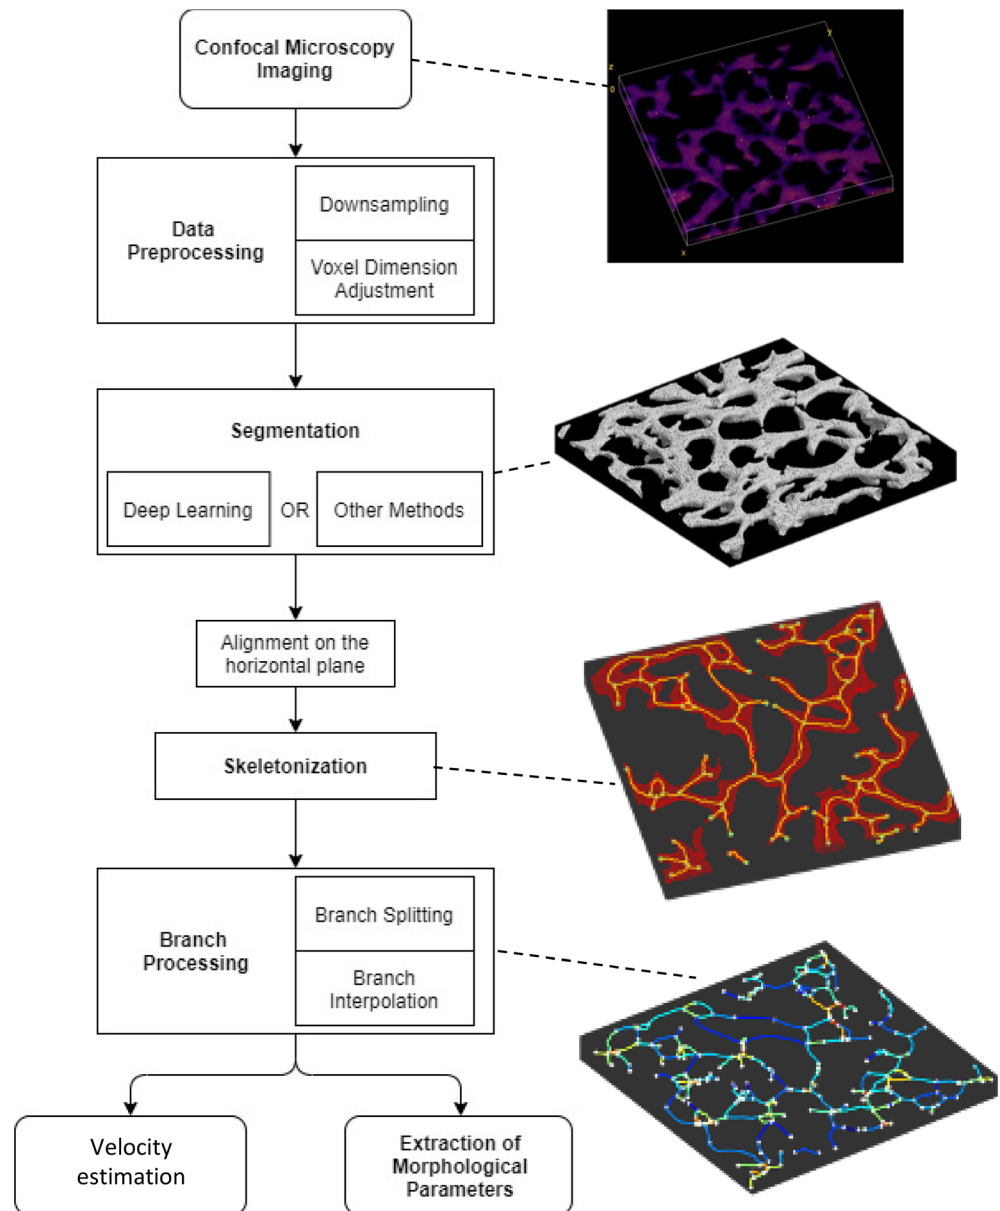 Confocal Microscopy
Imaging
z
0
y
x
Data
Preprocessing
Downsampling
Voxel Dimension
Adjustment
Segmentation
Deep Learning
OR
Other Methods
Alignment on the
horizontal plane
Skeletonization
Branch
Processing
Branch Splitting
Branch
Interpolation
Velocity
estimation
Extraction of
Morphological
Parameters